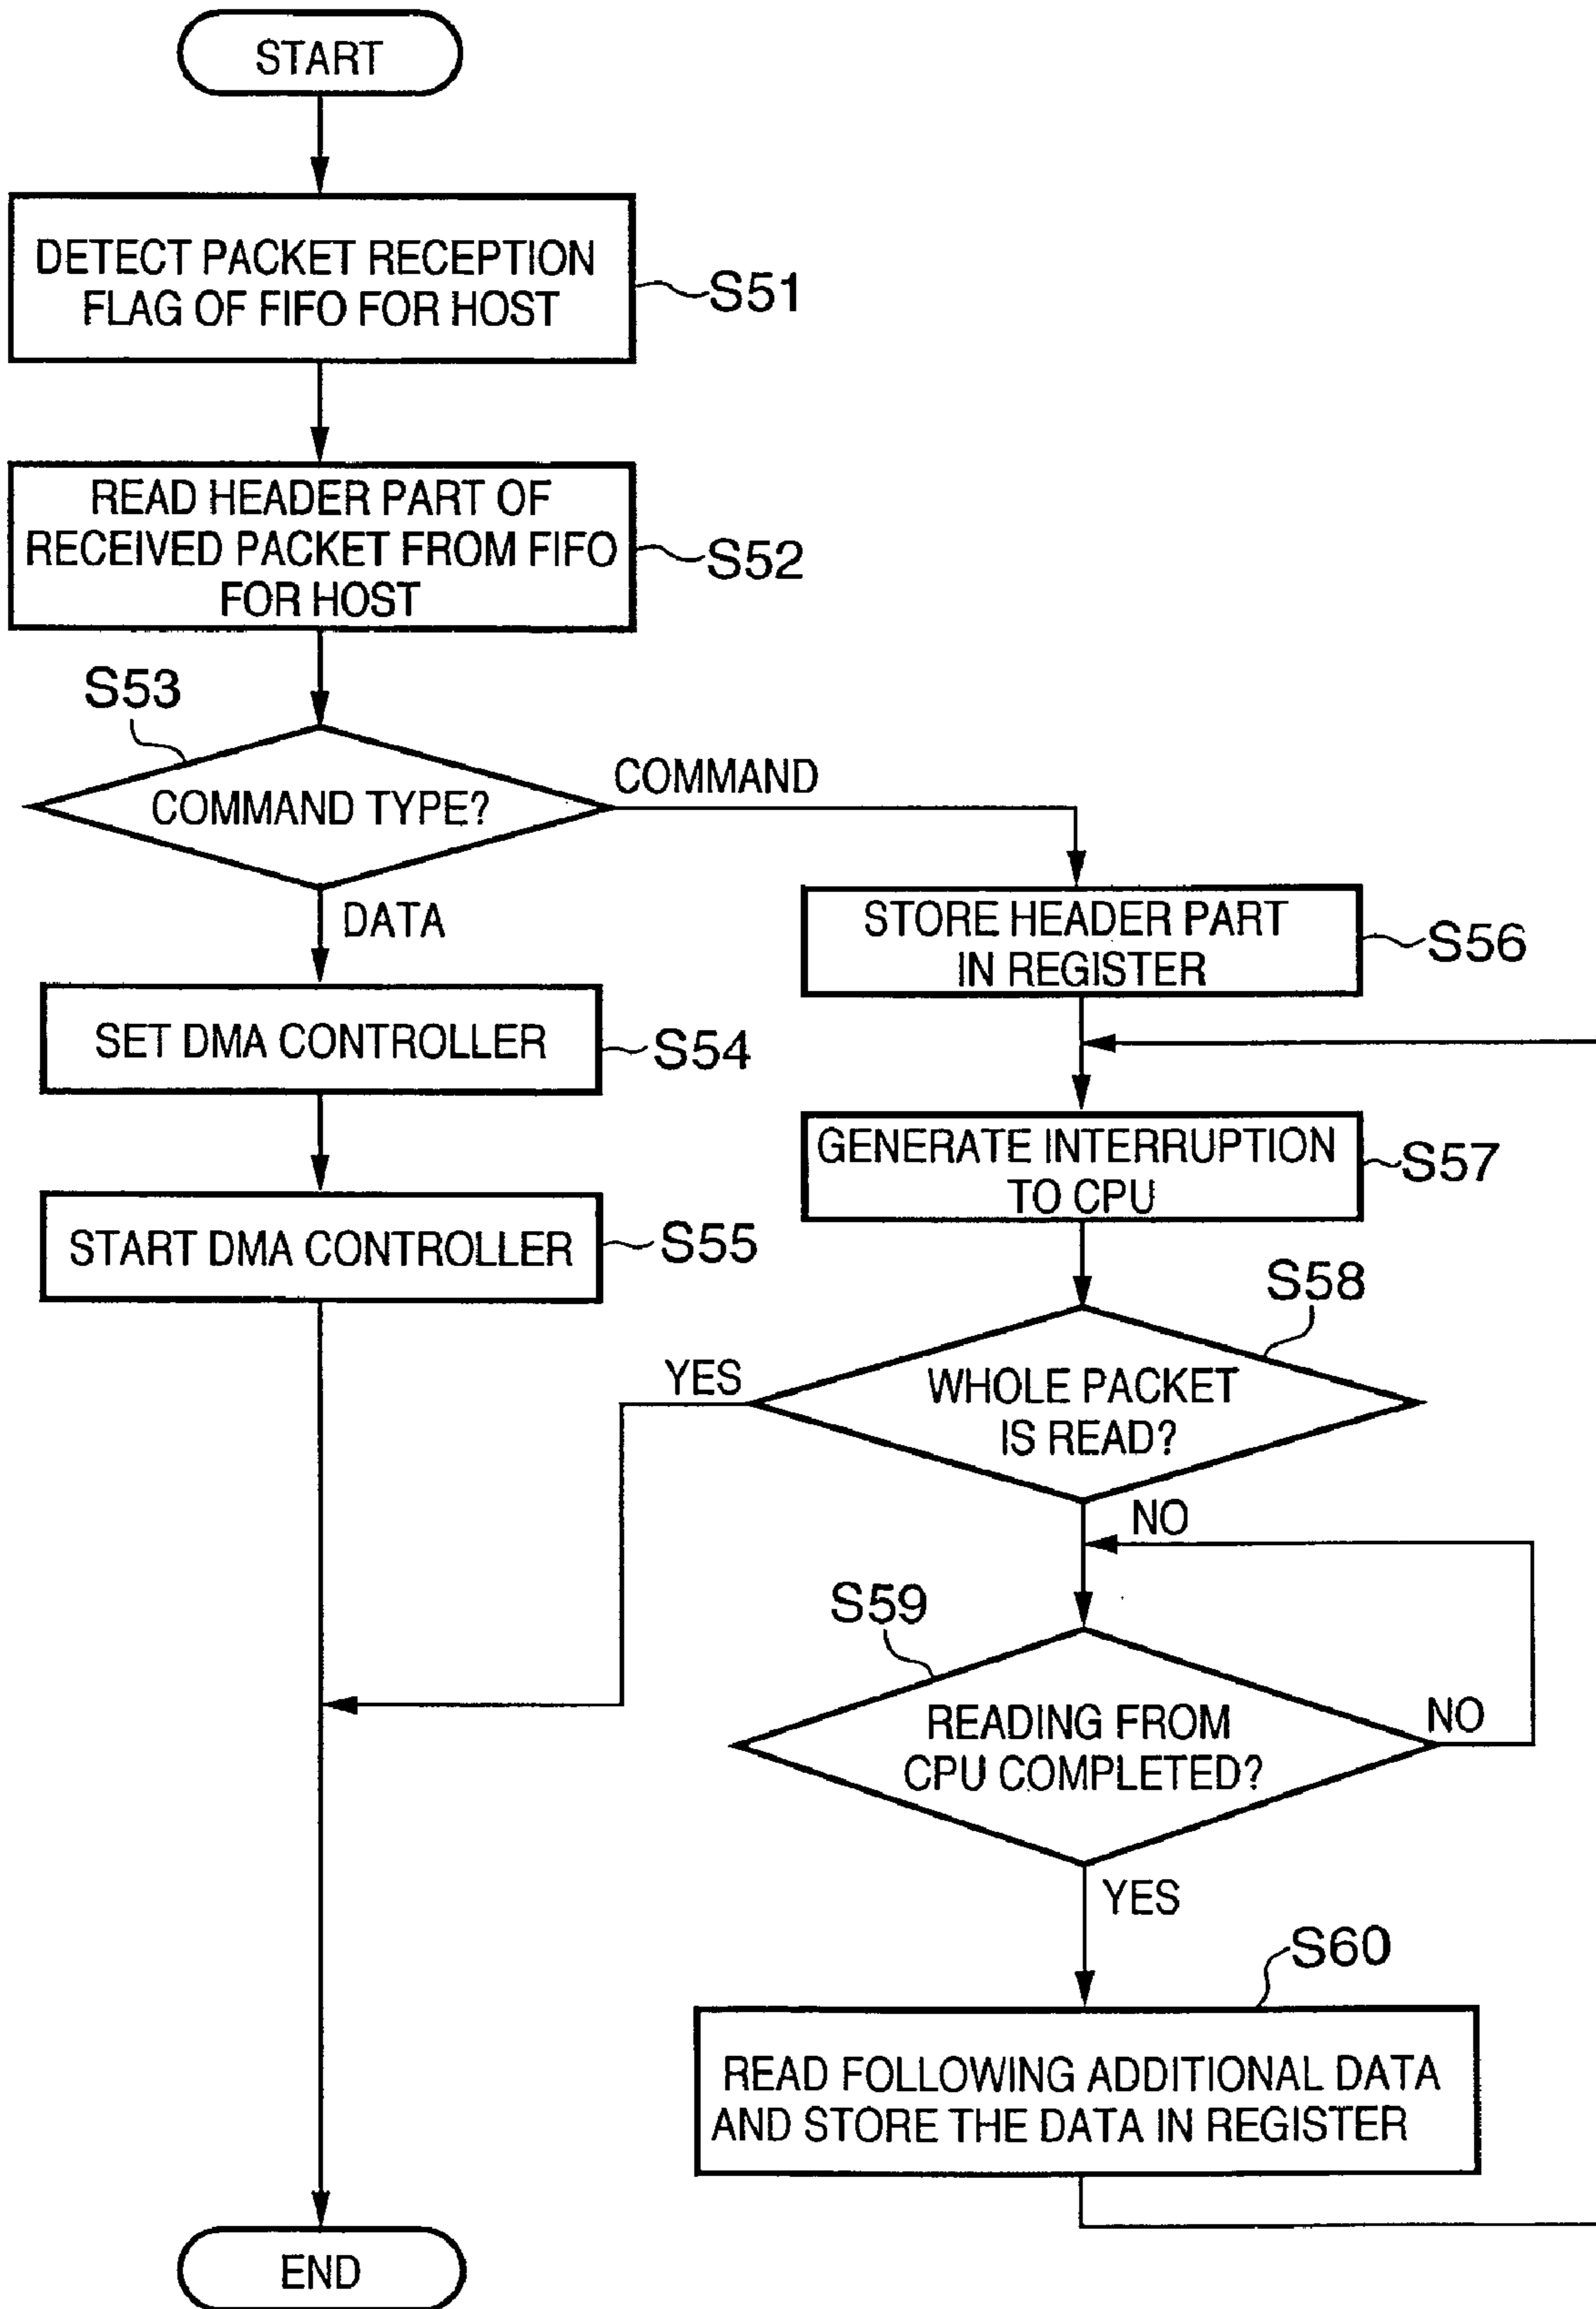 START
DETECT PACKET RECEPTION
FLAG OF FIFO FOR HOST
S51
READ HEADER PART OF
RECEIVED PACKET FROM FIFO
FOR HOST
S52
S53
COMMAND TYPE?
COMMAND
DATA
SET DMA CONTROLLER
S54
START DMA CONTROLLER
S55
STORE HEADER PART
IN REGISTER
S56
GENERATE INTERRUPTION
TO CPU
S57
S58
WHOLE PACKET
IS READ?
YES
NO
S59
READING FROM
CPU COMPLETED?
NO
YES
S60
READ FOLLOWING ADDITIONAL DATA
AND STORE THE DATA IN REGISTER
END